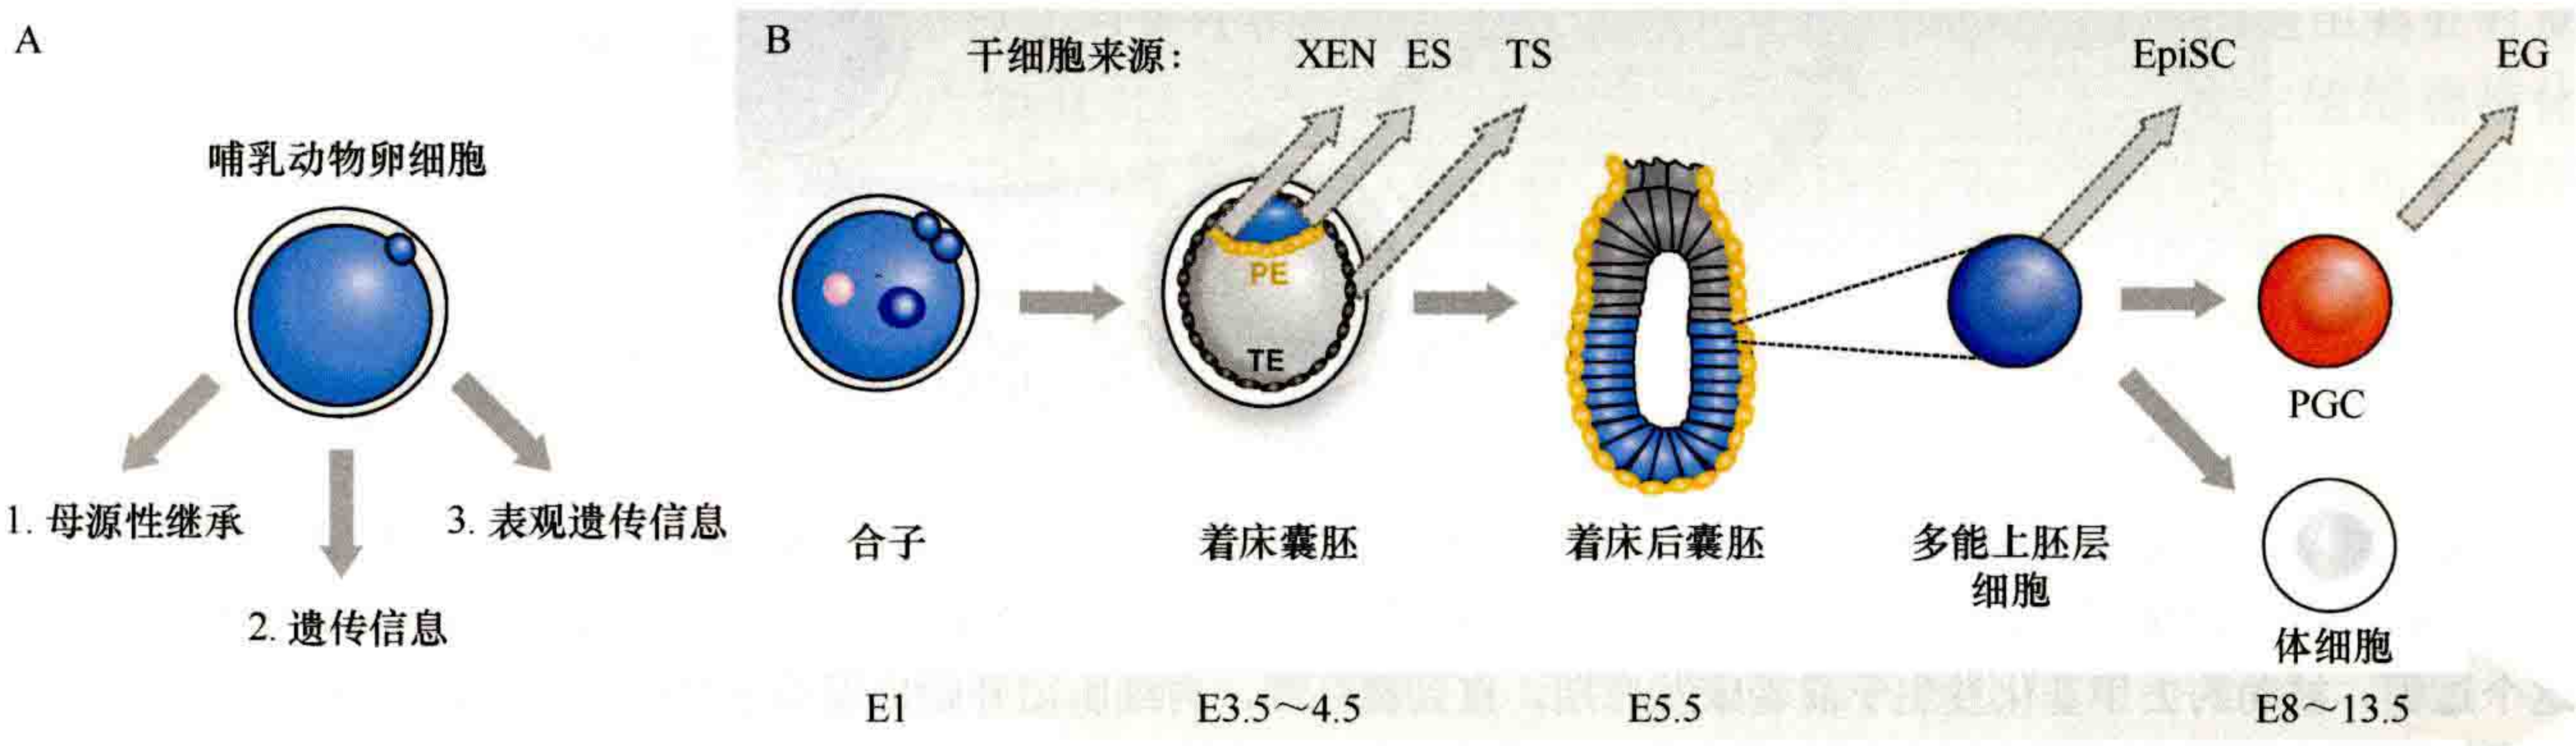 A
哺乳动物卵细胞
1. 母源性继承
2. 遗传信息
3. 表观遗传信息
B
干细胞来源: XEN ES TS EpiSC EG
PE
TE
PGC
合子
着床囊胚
着床后囊胚
多能上胚层
细胞
体细胞
E1
E3.5～4.5
E5.5
E8～13.5